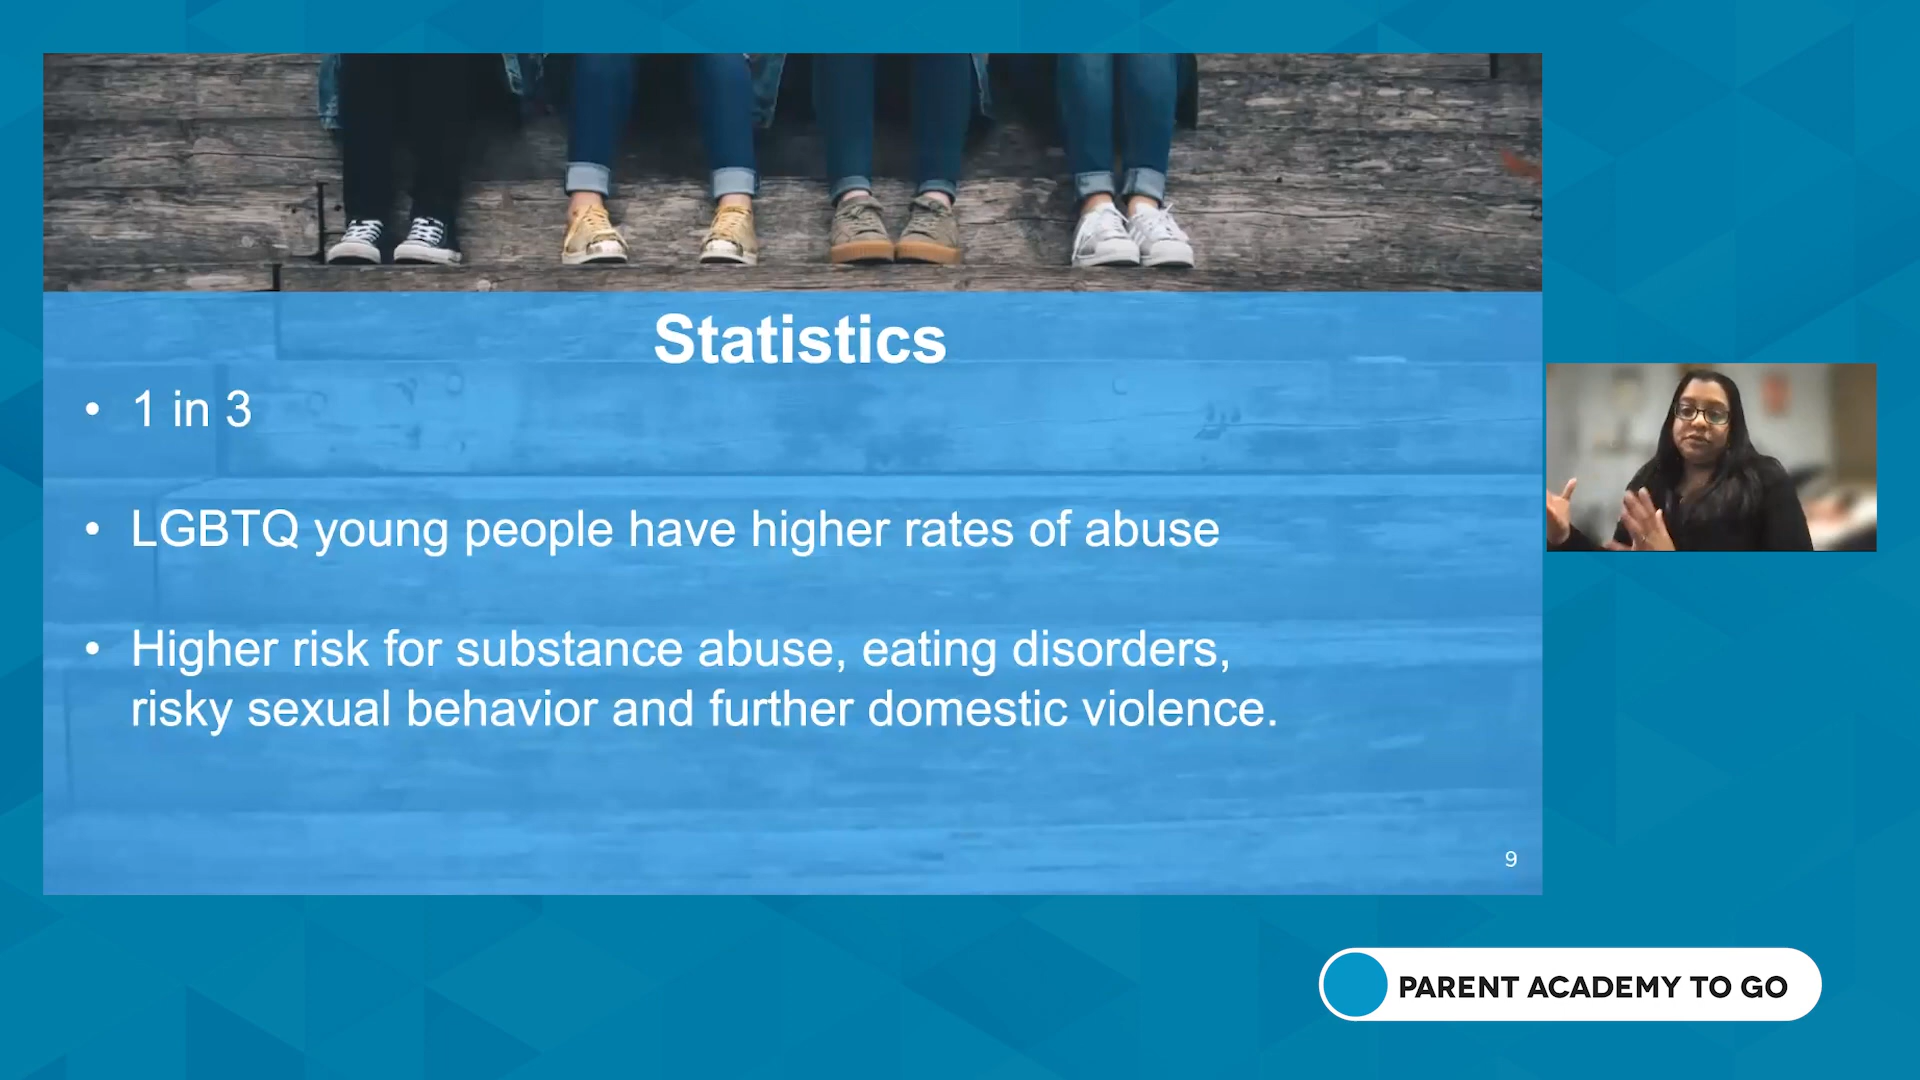 Statistics
• 1 in 3
• LGBTQ young people have higher rates of abuse
• Higher risk for substance abuse, eating disorders,
risky sexual behavior and further domestic violence.
9
PARENT ACADEMY TO GO